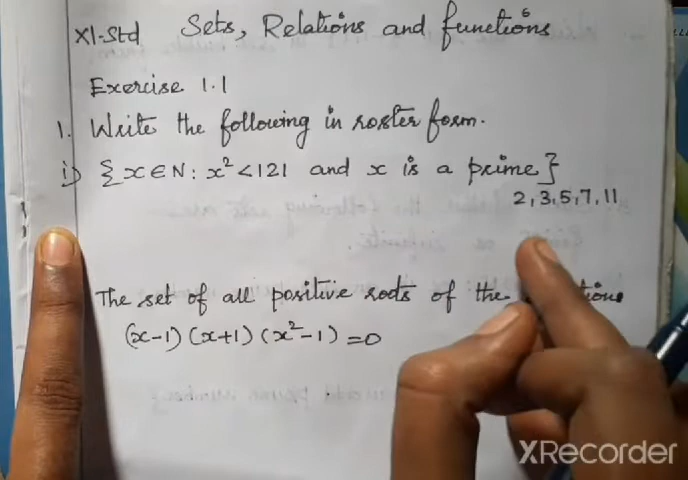 XI-Std Sets, Relations and functions
Exercise 1.1
1. Write the following in roster form.
i) {x ∈ N : x² < 121 and x is a prime}
2, 3, 5, 7, 11
The set of all positive roots of the
(x-1) (x+1) (x²-1) = 0
XRecorder